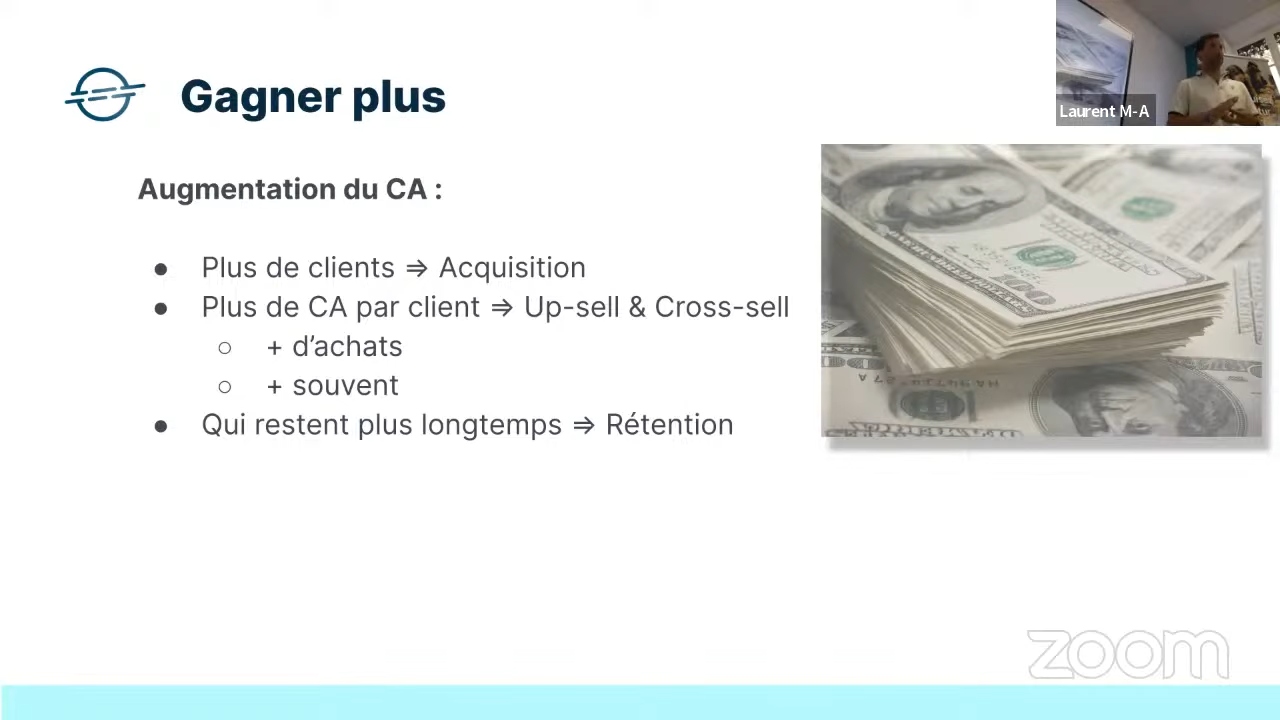 Gagner plus
Laurent M-A
Augmentation du CA :
● Plus de clients ⇒ Acquisition
● Plus de CA par client ⇒ Up-sell & Cross-sell
○ + d’achats
○ + souvent
● Qui restent plus longtemps ⇒ Rétention
100
zoom